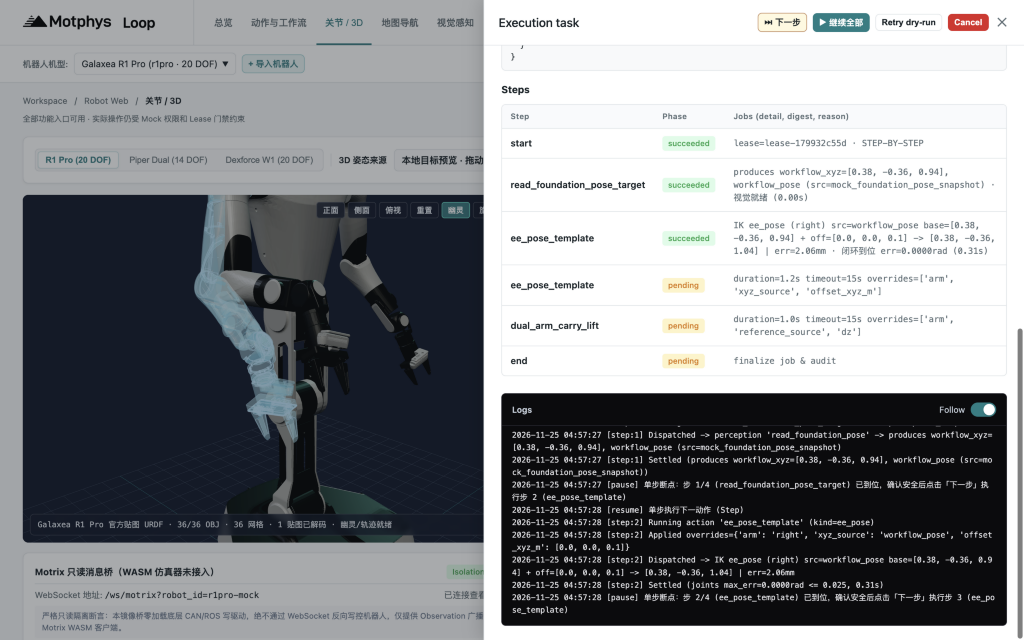 Motphys Loop
总览
动作与工作流
关节 / 3D
地图导航
视觉感知
机器人机型:
Galaxea R1 Pro (r1pro · 20 DOF) ▼
+ 导入机器人
Workspace / Robot Web / 关节 / 3D
全部功能入口可用 · 实际操作仍受 Mock 权限和 Lease 门禁约束
R1 Pro (20 DOF)
Piper Dual (14 DOF)
Dexforce W1 (20 DOF)
3D 姿态来源
本地目标预览 · 拖动
正面
侧面
俯视
重置
幽灵
Galaxea R1 Pro 官方贴图 URDF · 36/36 OBJ · 36 网格 · 1 贴图已解码 · 幽灵/轨迹就绪
Motrix 只读消息桥（WASM 仿真器未接入）
Isolation
WebSocket 地址: /ws/motrix?robot_id=r1pro-mock
已连接查看
严格只读隔离断言：本镜像桥零加载底层 CAN/ROS 写驱动，绝不通过 WebSocket 反向写控机器人，仅提供 Observation 广播
Motrix WASM 客户端。
Execution task
⏭ 下一步
▶ 继续全部
Retry dry-run
Cancel
}
Steps
Step Phase Jobs (detail, digest, reason)
start succeeded lease=lease-179932c55d · STEP-BY-STEP
read_foundation_pose_target succeeded produces workflow_xyz=[0.38, -0.36, 0.94],
workflow_pose (src=mock_foundation_pose_snapshot) ·
视觉就绪 (0.00s)
ee_pose_template succeeded IK ee_pose (right) src=workflow_pose base=[0.38,
-0.36, 0.94] + off=[0.0, 0.0, 0.1] -> [0.38, -0.36,
1.04] | err=2.06mm · 闭环到位 err=0.0000rad (0.31s)
ee_pose_template pending duration=1.2s timeout=15s overrides=['arm',
'xyz_source', 'offset_xyz_m']
dual_arm_carry_lift pending duration=1.0s timeout=15s overrides=['arm',
'reference_source', 'dz']
end pending finalize job & audit
Logs
Follow
2026-11-25 04:57:27 [step:1] Dispatched -> perception 'read_foundation_pose' -> produces workflow_xyz=
[0.38, -0.36, 0.94], workflow_pose (src=mock_foundation_pose_snapshot)
2026-11-25 04:57:27 [step:1] Settled (produces workflow_xyz=[0.38, -0.36, 0.94], workflow_pose (src=mo
ck_foundation_pose_snapshot))
2026-11-25 04:57:27 [pause] 单步断点：步 1/4 (read_foundation_pose_target) 已到位，确认安全后点击「下一步」执
行步 2 (ee_pose_template)
2026-11-25 04:57:28 [resume] 单步执行下一动作 (Step)
2026-11-25 04:57:28 [step:2] Running action 'ee_pose_template' (kind=ee_pose)
2026-11-25 04:57:28 [step:2] Applied overrides={'arm': 'right', 'xyz_source': 'workflow_pose', 'offset
_xyz_m': [0.0, 0.0, 0.1]}
2026-11-25 04:57:28 [step:2] Dispatched -> IK ee_pose (right) src=workflow_pose base=[0.38, -0.36, 0.9
4] + off=[0.0, 0.0, 0.1] -> [0.38, -0.36, 1.04] | err=2.06mm
2026-11-25 04:57:28 [step:2] Settled (joints max_err=0.0000rad <= 0.025, 0.31s)
2026-11-25 04:57:28 [pause] 单步断点：步 2/4 (ee_pose_template) 已到位，确认安全后点击「下一步」执行步 3 (ee_po
se_template)